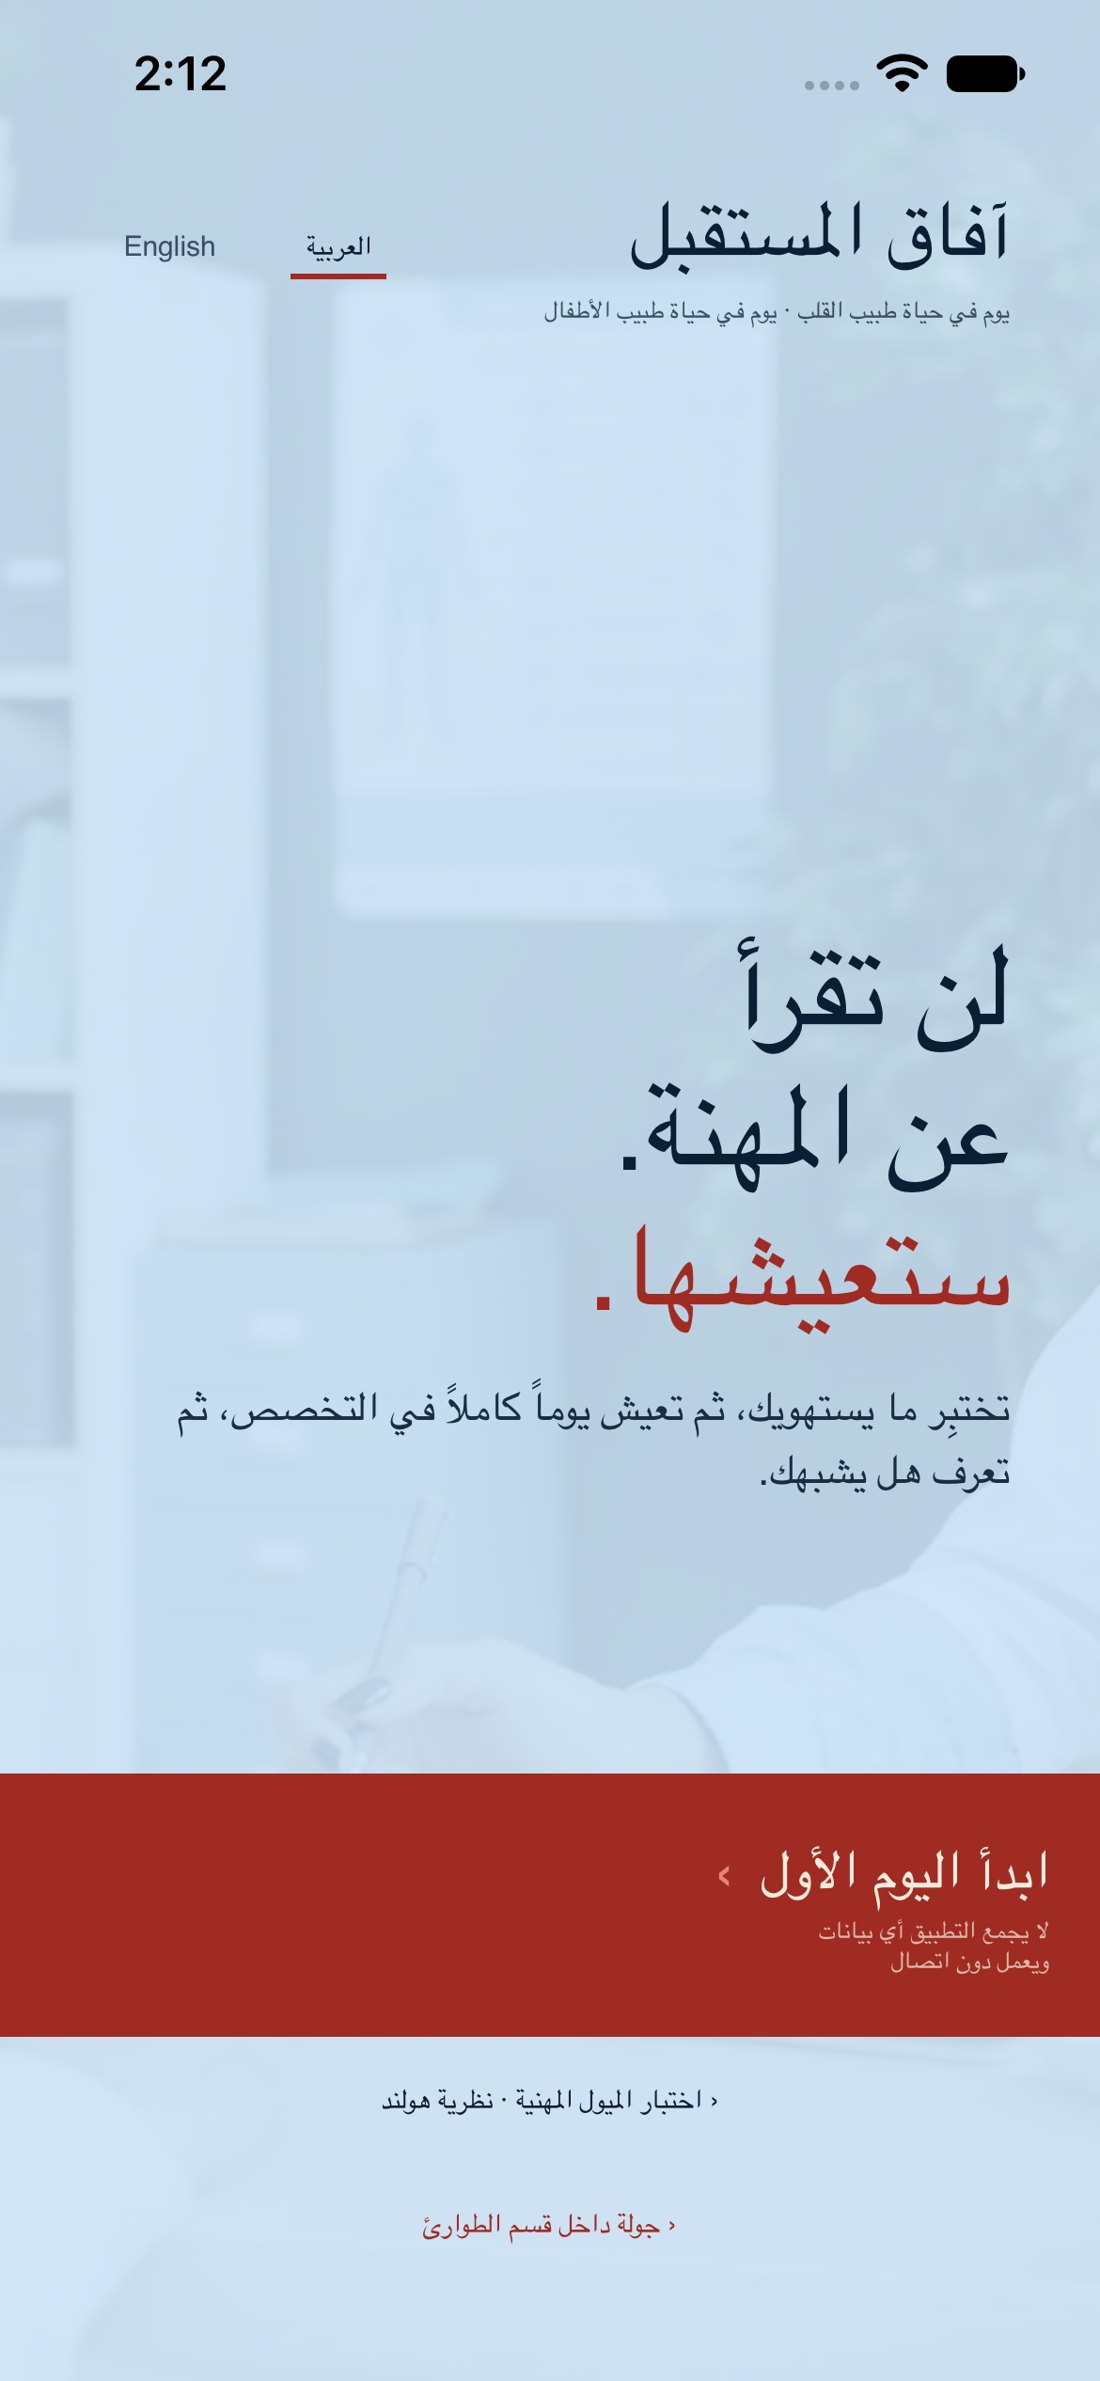 2:12
آفاق المستقبل
العربية
English
يوم في حياة طبيب القلب · يوم في حياة طبيب الأطفال
لن تقرأ
عن المهنة.
ستعيشها.
تختبِر ما يستهويك، ثم تعيش يوماً كاملاً في التخصص، ثم
تعرف هل يشبهك.
ابدأ اليوم الأول ›
لا يجمع التطبيق أي بيانات
ويعمل دون اتصال
› اختبار الميول المهنية · نظرية هولند
› جولة داخل قسم الطوارئ